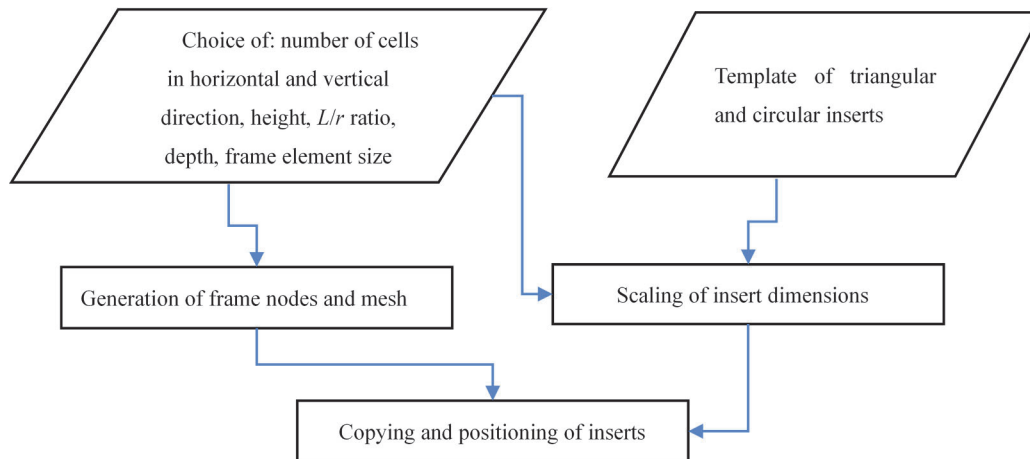 Choice of: number of cells
in horizontal and vertical
direction, height, L/r ratio,
depth, frame element size
Template of triangular
and circular inserts
Generation of frame nodes and mesh
Scaling of insert dimensions
Copying and positioning of inserts